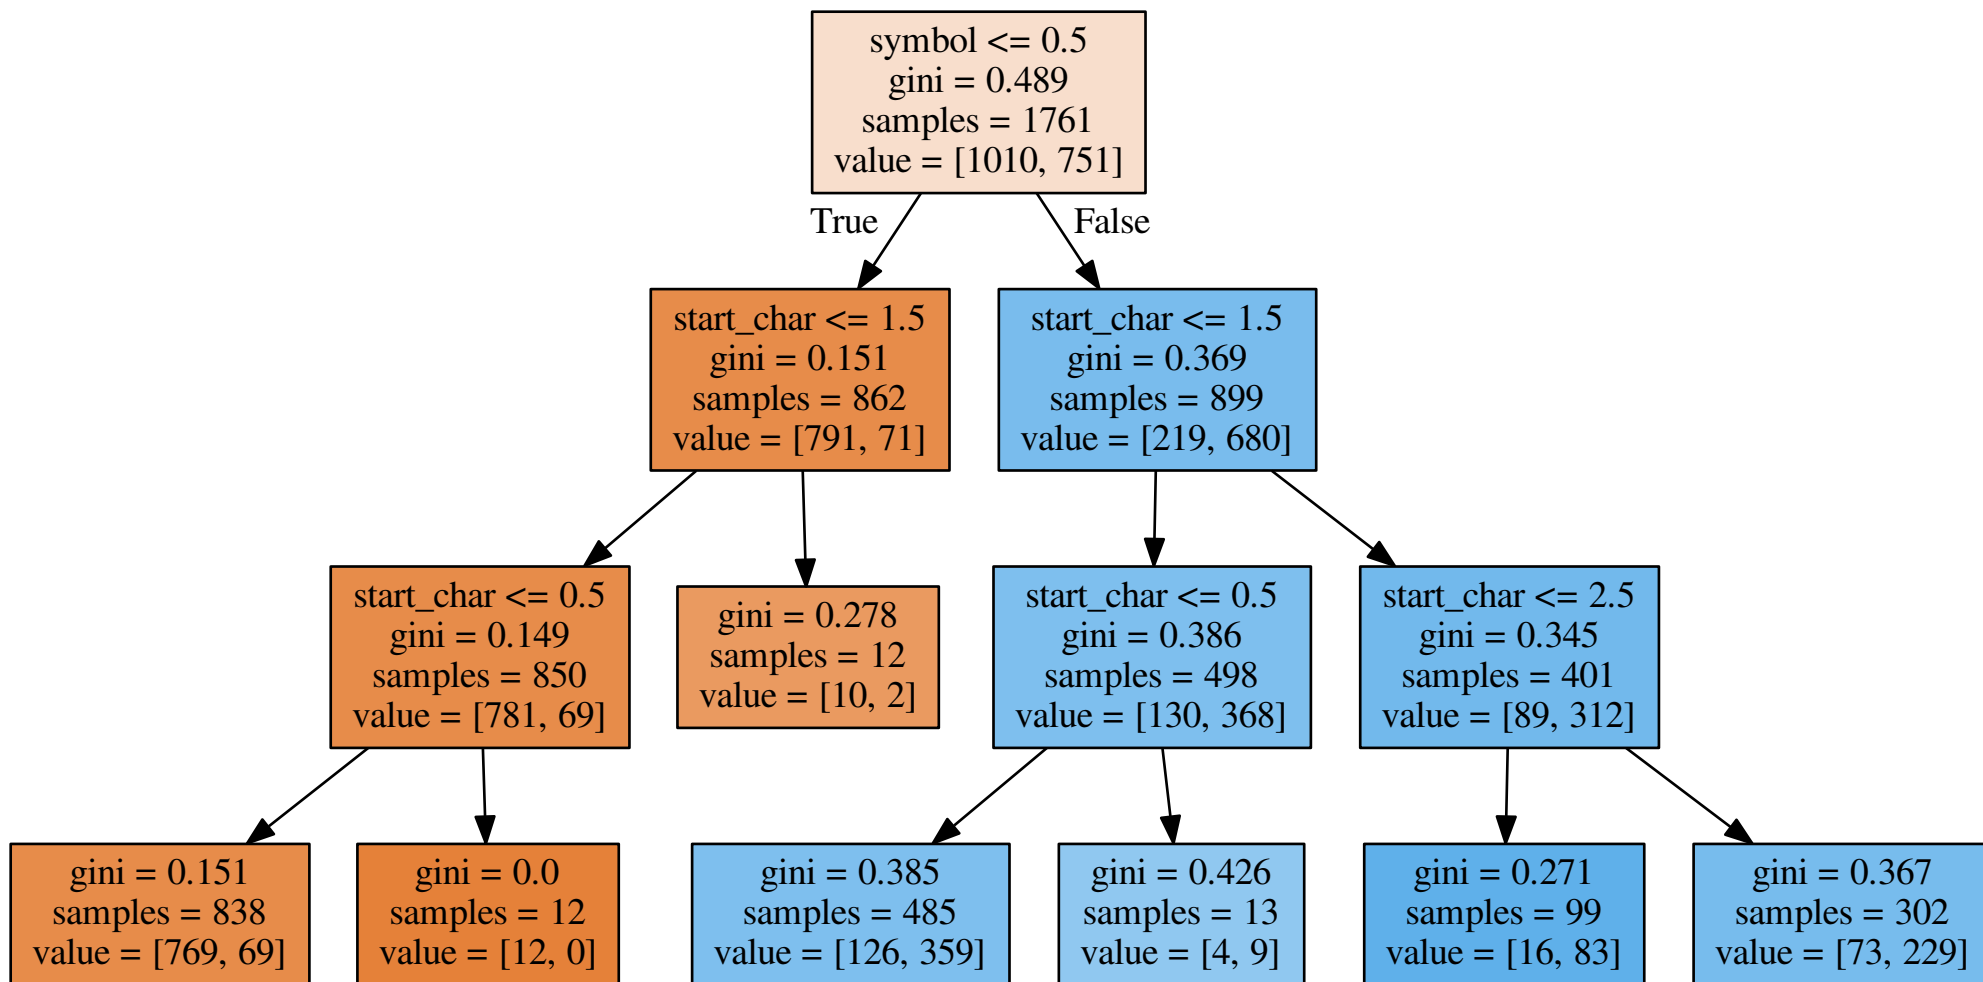 symbol <= 0.5
gini = 0.489
samples = 1761
value = [1010, 751]
True
False
start_char <= 1.5
gini = 0.151
samples = 862
value = [791, 71]
start_char <= 1.5
gini = 0.369
samples = 899
value = [219, 680]
start_char <= 0.5
gini = 0.149
samples = 850
value = [781, 69]
gini = 0.278
samples = 12
value = [10, 2]
start_char <= 0.5
gini = 0.386
samples = 498
value = [130, 368]
start_char <= 2.5
gini = 0.345
samples = 401
value = [89, 312]
gini = 0.151
samples = 838
value = [769, 69]
gini = 0.0
samples = 12
value = [12, 0]
gini = 0.385
samples = 485
value = [126, 359]
gini = 0.426
samples = 13
value = [4, 9]
gini = 0.271
samples = 99
value = [16, 83]
gini = 0.367
samples = 302
value = [73, 229]